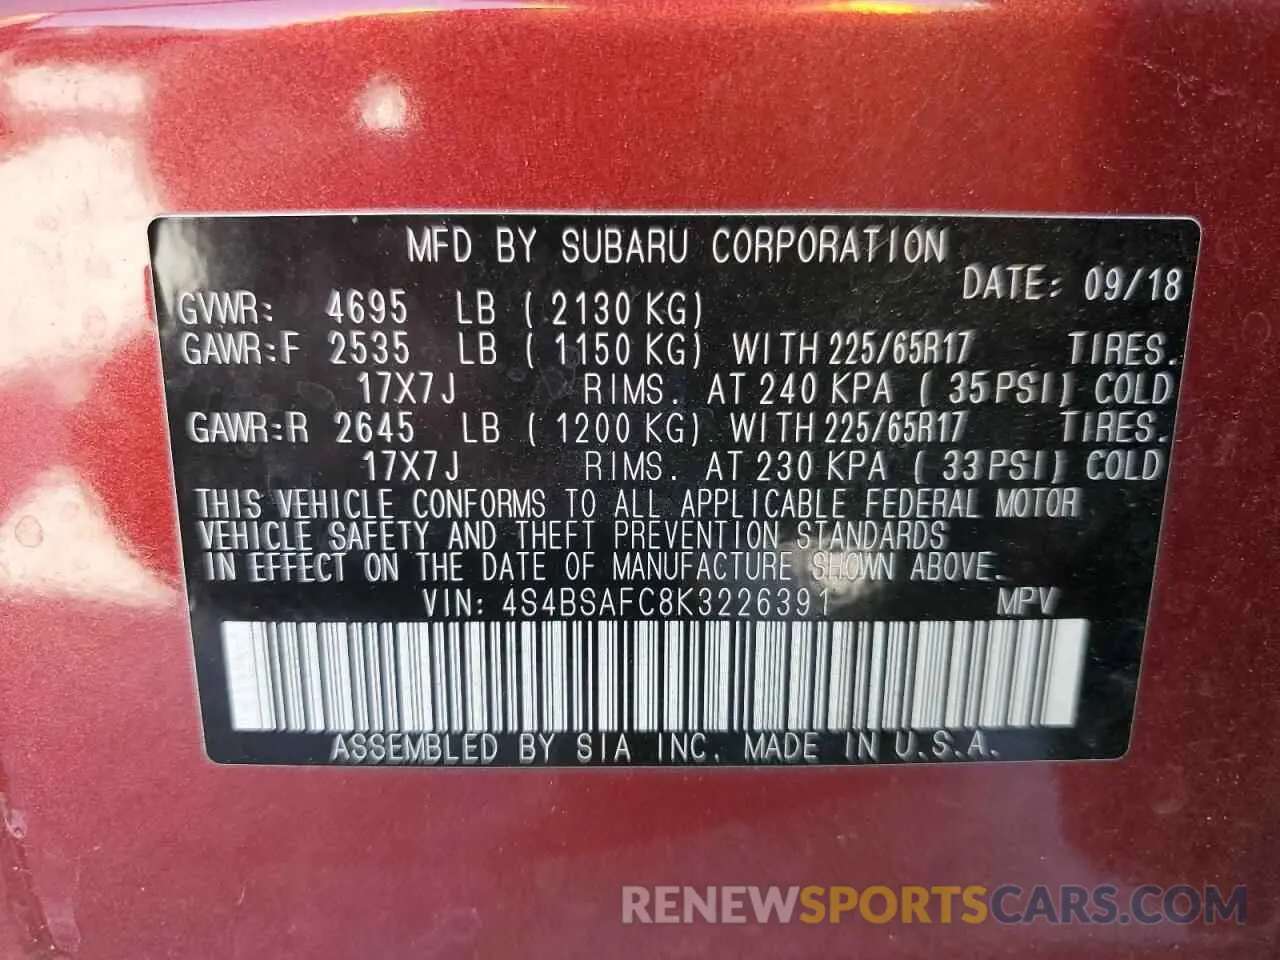 MFD BY SUBARU CORPORATION
DATE: 09/18
GVWR: 4695 LB ( 2130 KG)
GAWR:F 2535 LB ( 1150 KG) WITH 225/65R17 TIRES.
17X7J RIMS. AT 240 KPA ( 35PSI) COLD
GAWR:R 2645 LB ( 1200 KG) WITH 225/65R17 TIRES.
17X7J RIMS. AT 230 KPA ( 33PSI) COLD
THIS VEHICLE CONFORMS TO ALL APPLICABLE FEDERAL MOTOR
VEHICLE SAFETY AND THEFT PREVENTION STANDARDS
IN EFFECT ON THE DATE OF MANUFACTURE SHOWN ABOVE.
VIN: 4S4BSAFC8K3226391 MPV
ASSEMBLED BY SIA INC. MADE IN U.S.A.
RENEWSPORTSCARS.COM